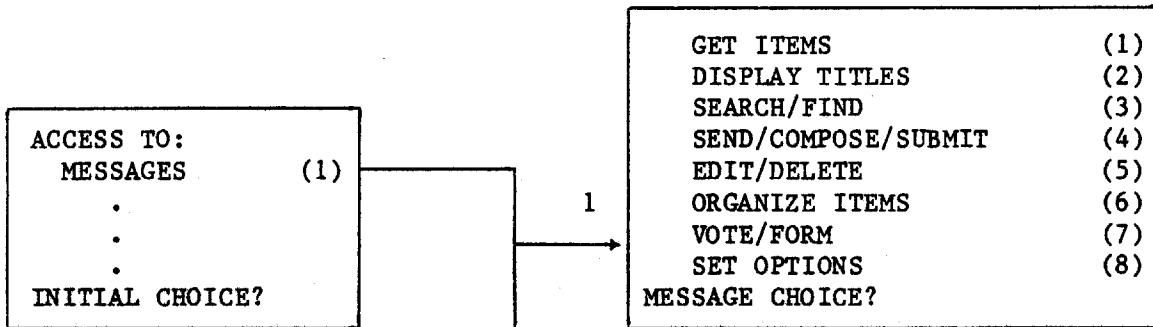 ACCESS TO:
MESSAGES (1)
.
.
.
INITIAL CHOICE?
1
GET ITEMS (1)
DISPLAY TITLES (2)
SEARCH/FIND (3)
SEND/COMPOSE/SUBMIT (4)
EDIT/DELETE (5)
ORGANIZE ITEMS (6)
VOTE/FORM (7)
SET OPTIONS (8)
MESSAGE CHOICE?